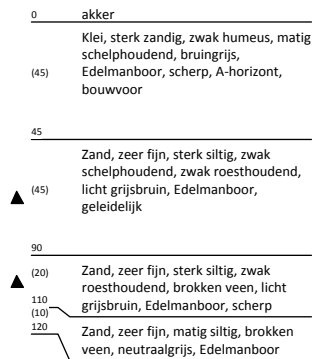 0 akker
Klei, sterk zandig, zwak humeus, matig
schelphoudend, bruingrijs,
(45) Edelmanboor, scherp, A-horizont,
bouwvoor
45
Zand, zeer fijn, sterk siltig, zwak
schelphoudend, zwak roesthoudend,
(45) licht grijsbruin, Edelmanboor,
geleidelijk
90
(20) Zand, zeer fijn, sterk siltig, zwak
roesthoudend, brokken veen, licht
110 grijsbruin, Edelmanboor, scherp
(10)
120 Zand, zeer fijn, matig siltig, brokken
veen, neutraalgrijs, Edelmanboor